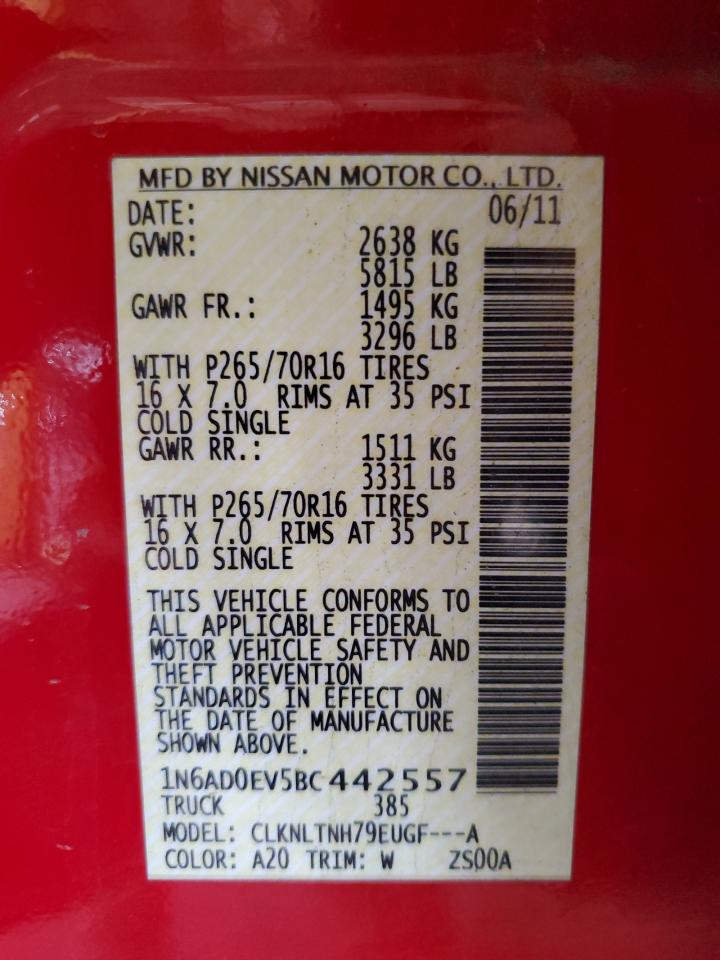 MFD BY NISSAN MOTOR CO., LTD.
DATE: 06/11
GVWR: 2638 KG
5815 LB
GAWR FR.: 1495 KG
3296 LB
WITH P265/70R16 TIRES
16 X 7.0 RIMS AT 35 PSI
COLD SINGLE
GAWR RR.: 1511 KG
3331 LB
WITH P265/70R16 TIRES
16 X 7.0 RIMS AT 35 PSI
COLD SINGLE
THIS VEHICLE CONFORMS TO
ALL APPLICABLE FEDERAL
MOTOR VEHICLE SAFETY AND
THEFT PREVENTION
STANDARDS IN EFFECT ON
THE DATE OF MANUFACTURE
SHOWN ABOVE.
1N6AD0EV5BC442557
TRUCK 385
MODEL: CLKNLTNH79EUGF---A
COLOR: A20 TRIM: W ZS00A